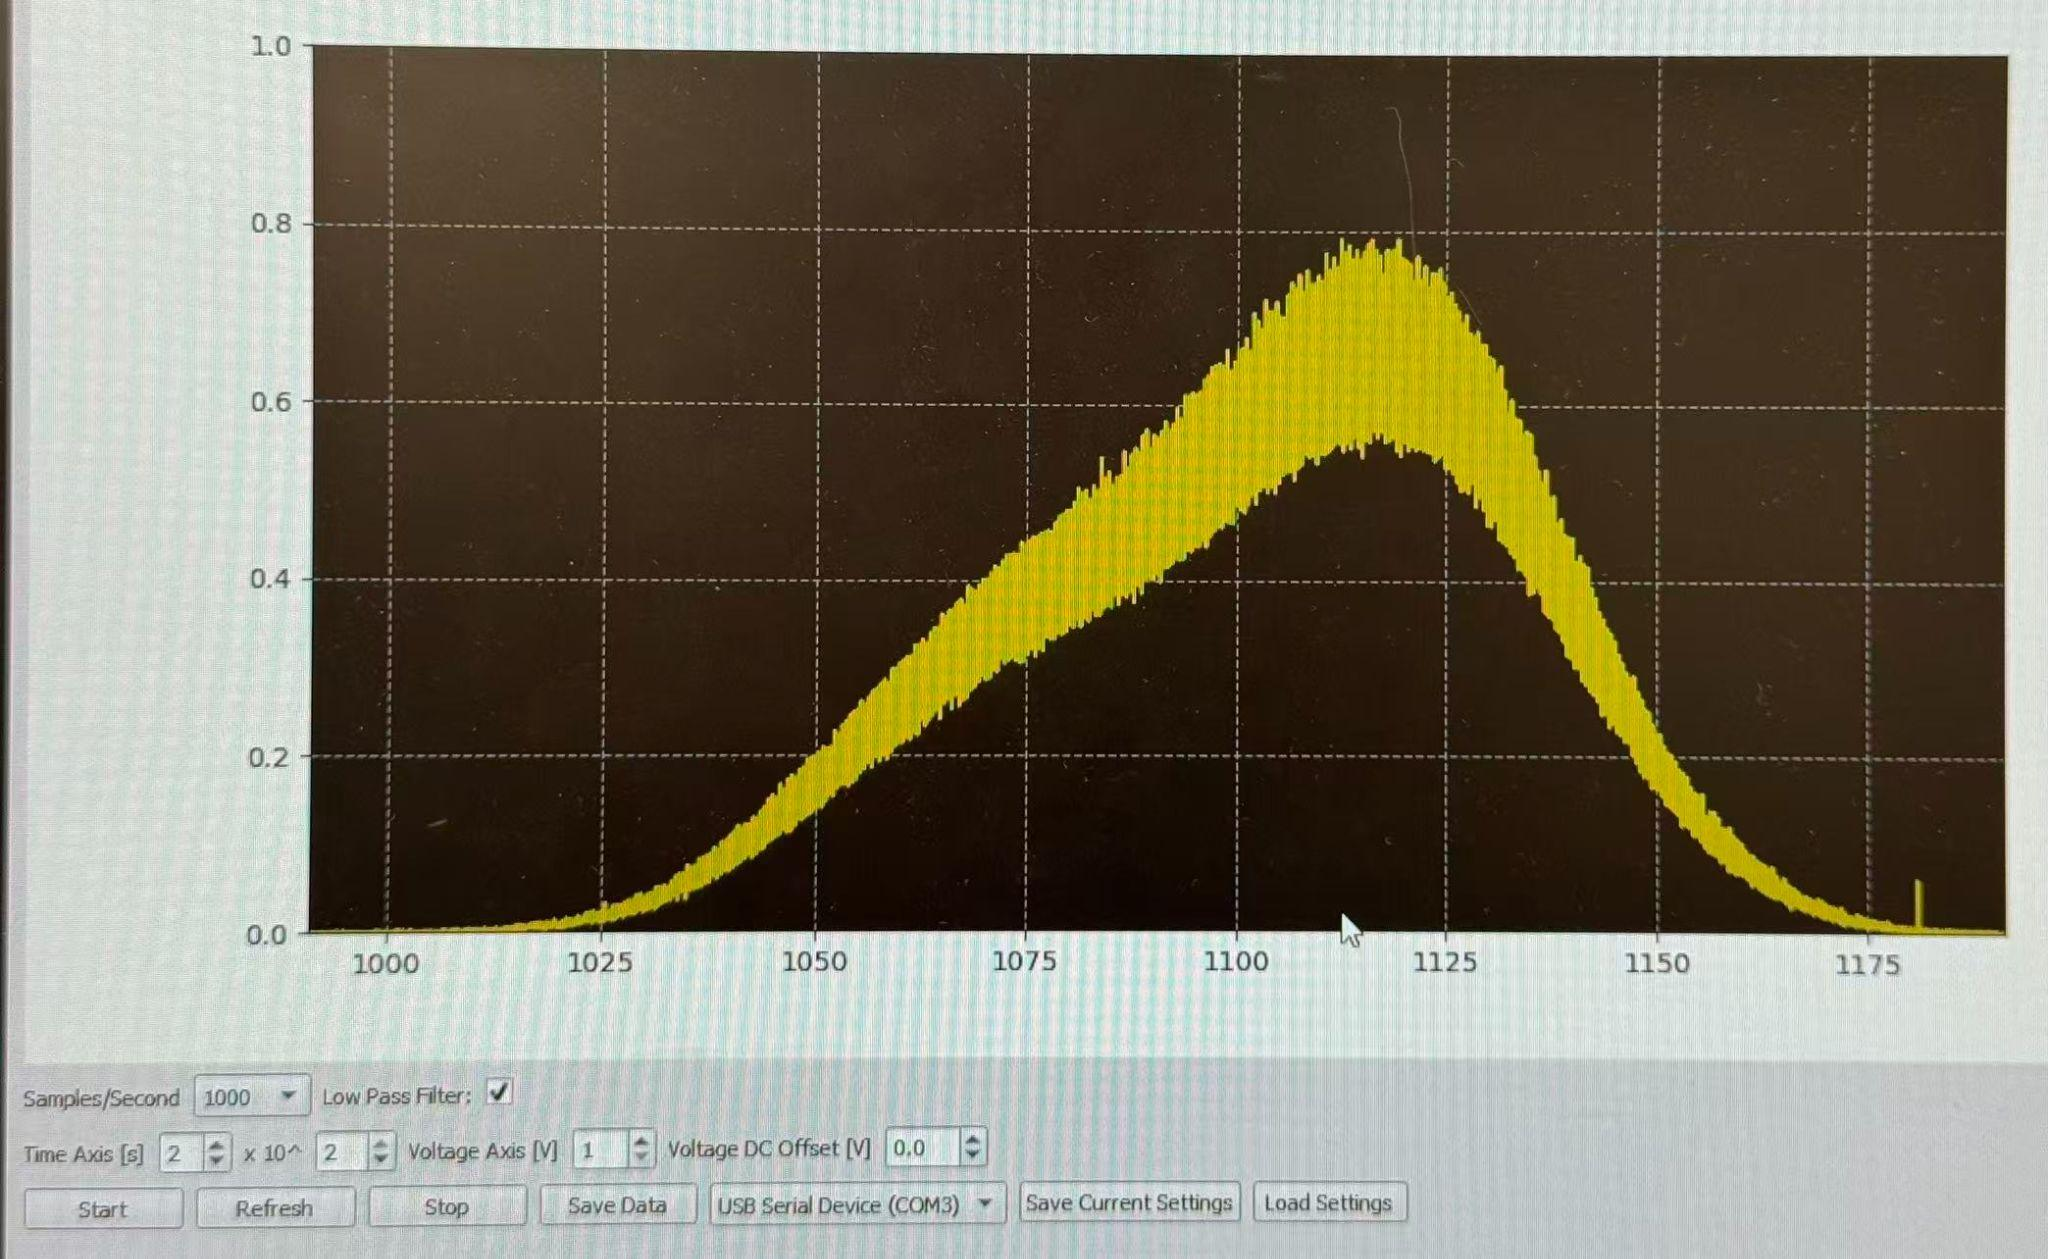 1.0
0.8
0.6
0.4
0.2
0.0
1000 1025 1050 1075 1100 1125 1150 1175
Samples/Second 1000 Low Pass Filter:
Time Axis [s] 2 x 10^ 2 Voltage Axis [V] 1 Voltage DC Offset [V] 0.0
Start Refresh Stop Save Data USB Serial Device (COM3) Save Current Settings Load Settings